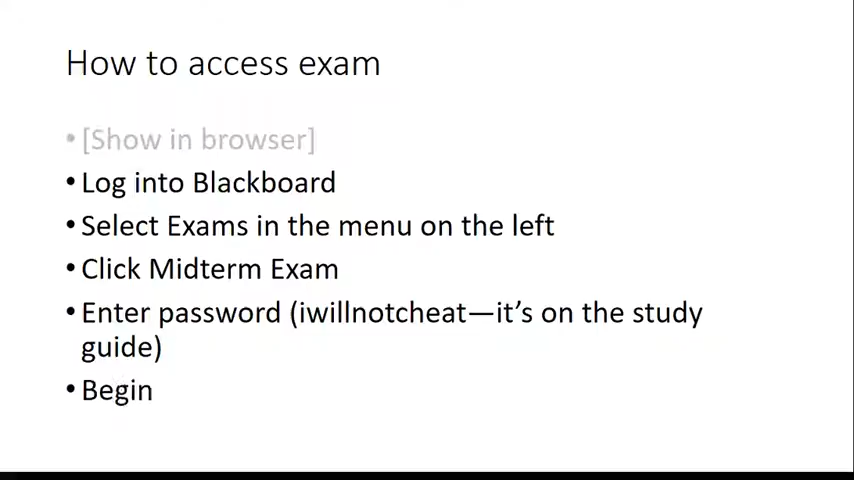 How to access exam
•[Show in browser]
•Log into Blackboard
•Select Exams in the menu on the left
•Click Midterm Exam
•Enter password (iwillnotcheat—it’s on the study
guide)
•Begin